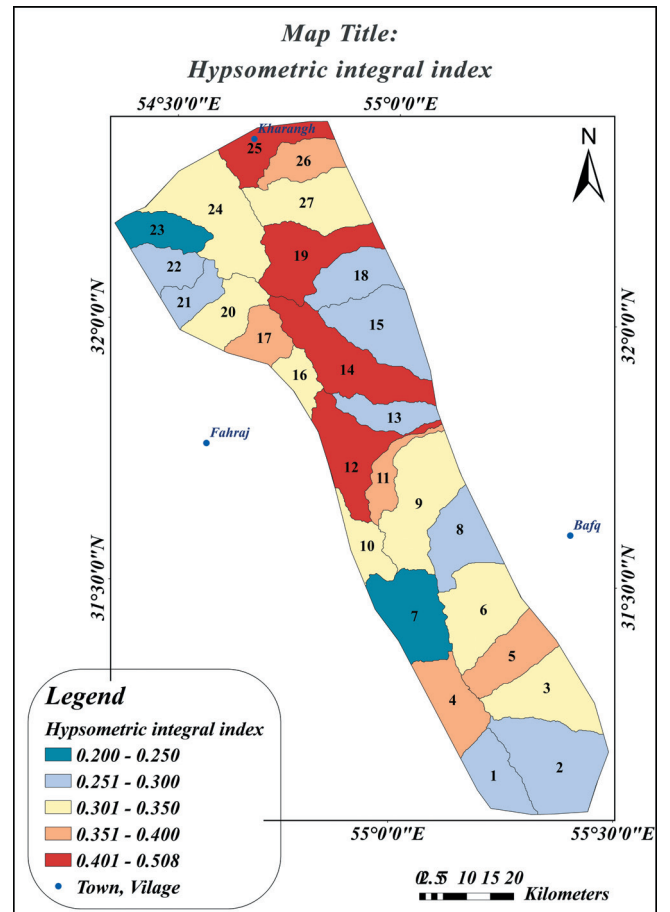 Map Title:
Hypsometric integral index
54°30'0"E 55°0'0"E
Kharangh
N
25
26
24
27
23
19
22
18
21
20
15
32°0'0"N 32°0'0"N
17
14
16
13
Fahraj
12
11
9
8
Bafq
10
31°30'0"N 31°30'0"N
7
6
5
4
3
1
2
Legend
Hypsometric integral index
0.200 - 0.250
0.251 - 0.300
0.301 - 0.350
0.351 - 0.400
0.401 - 0.508
Town, Vilage
55°0'0"E 55°30'0"E
5 10 15 20
Kilometers